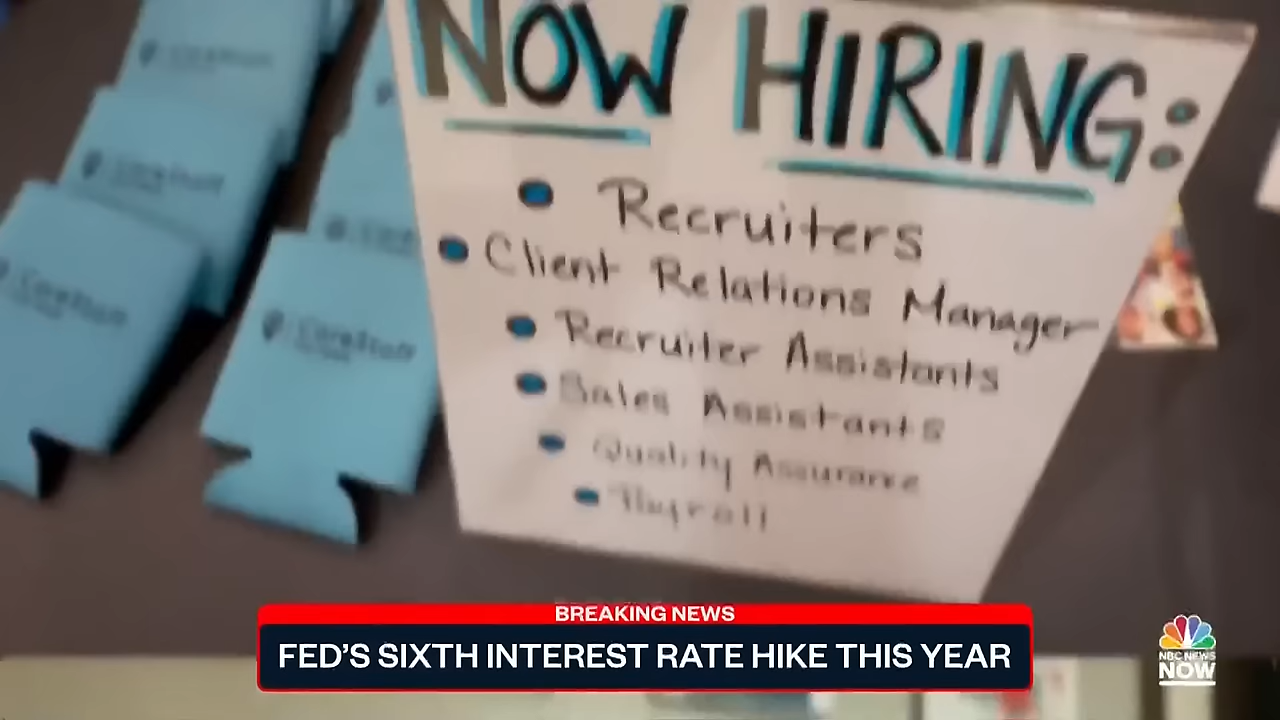 NOW HIRING:
Recruiters
Client Relations Manager
Recruiter Assistants
Sales Assistants
Quality Assurance
Payroll
BREAKING NEWS
FED'S SIXTH INTEREST RATE HIKE THIS YEAR
NBC NEWS
NOW